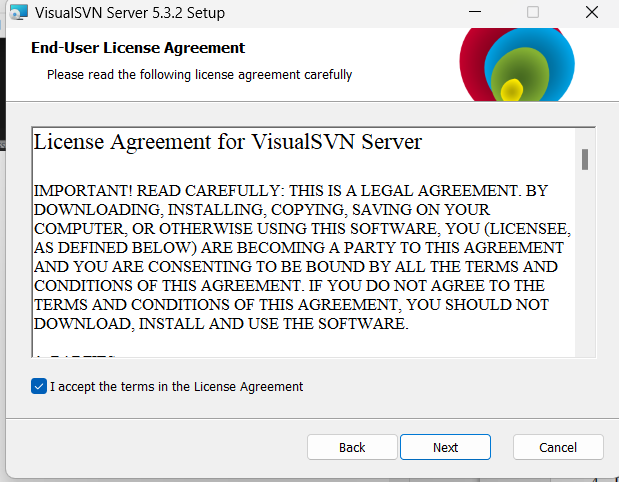 VisualSVN Server 5.3.2 Setup
End-User License Agreement
Please read the following license agreement carefully
License Agreement for VisualSVN Server
IMPORTANT! READ CAREFULLY: THIS IS A LEGAL AGREEMENT. BY
DOWNLOADING, INSTALLING, COPYING, SAVING ON YOUR
COMPUTER, OR OTHERWISE USING THIS SOFTWARE, YOU (LICENSEE,
AS DEFINED BELOW) ARE BECOMING A PARTY TO THIS AGREEMENT
AND YOU ARE CONSENTING TO BE BOUND BY ALL THE TERMS AND
CONDITIONS OF THIS AGREEMENT. IF YOU DO NOT AGREE TO THE
TERMS AND CONDITIONS OF THIS AGREEMENT, YOU SHOULD NOT
DOWNLOAD, INSTALL AND USE THE SOFTWARE.
I accept the terms in the License Agreement
Back
Next
Cancel